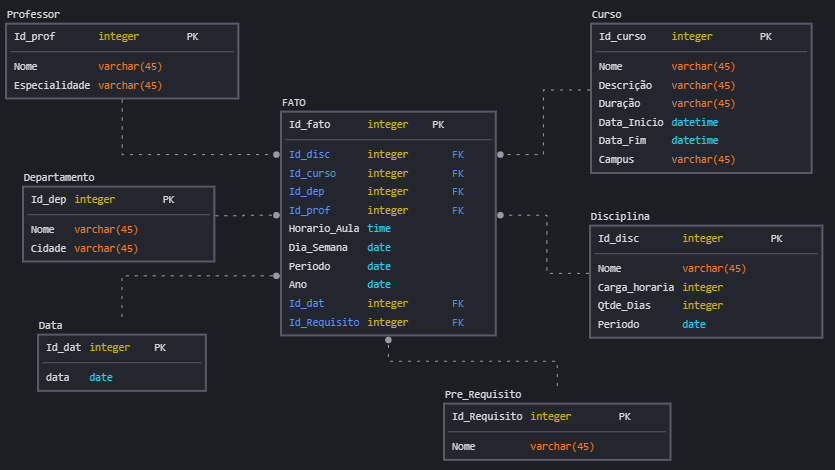 Professor
Id_prof integer PK
Nome varchar(45)
Especialidade varchar(45)
Curso
Id_curso integer PK
Nome varchar(45)
Descrição varchar(45)
Duração varchar(45)
Data_Inicio datetime
Data_Fim datetime
Campus varchar(45)
FATO
Id_fato integer PK
Id_disc integer FK
Id_curso integer FK
Id_dep integer FK
Id_prof integer FK
Horario_Aula time
Dia_Semana date
Periodo date
Ano date
Id_dat integer FK
Id_Requisito integer FK
Departamento
Id_dep integer PK
Nome varchar(45)
Cidade varchar(45)
Disciplina
Id_disc integer PK
Nome varchar(45)
Carga_horaria integer
Qtde_Dias integer
Periodo date
Data
Id_dat integer PK
data date
Pre_Requisito
Id_Requisito integer PK
Nome varchar(45)